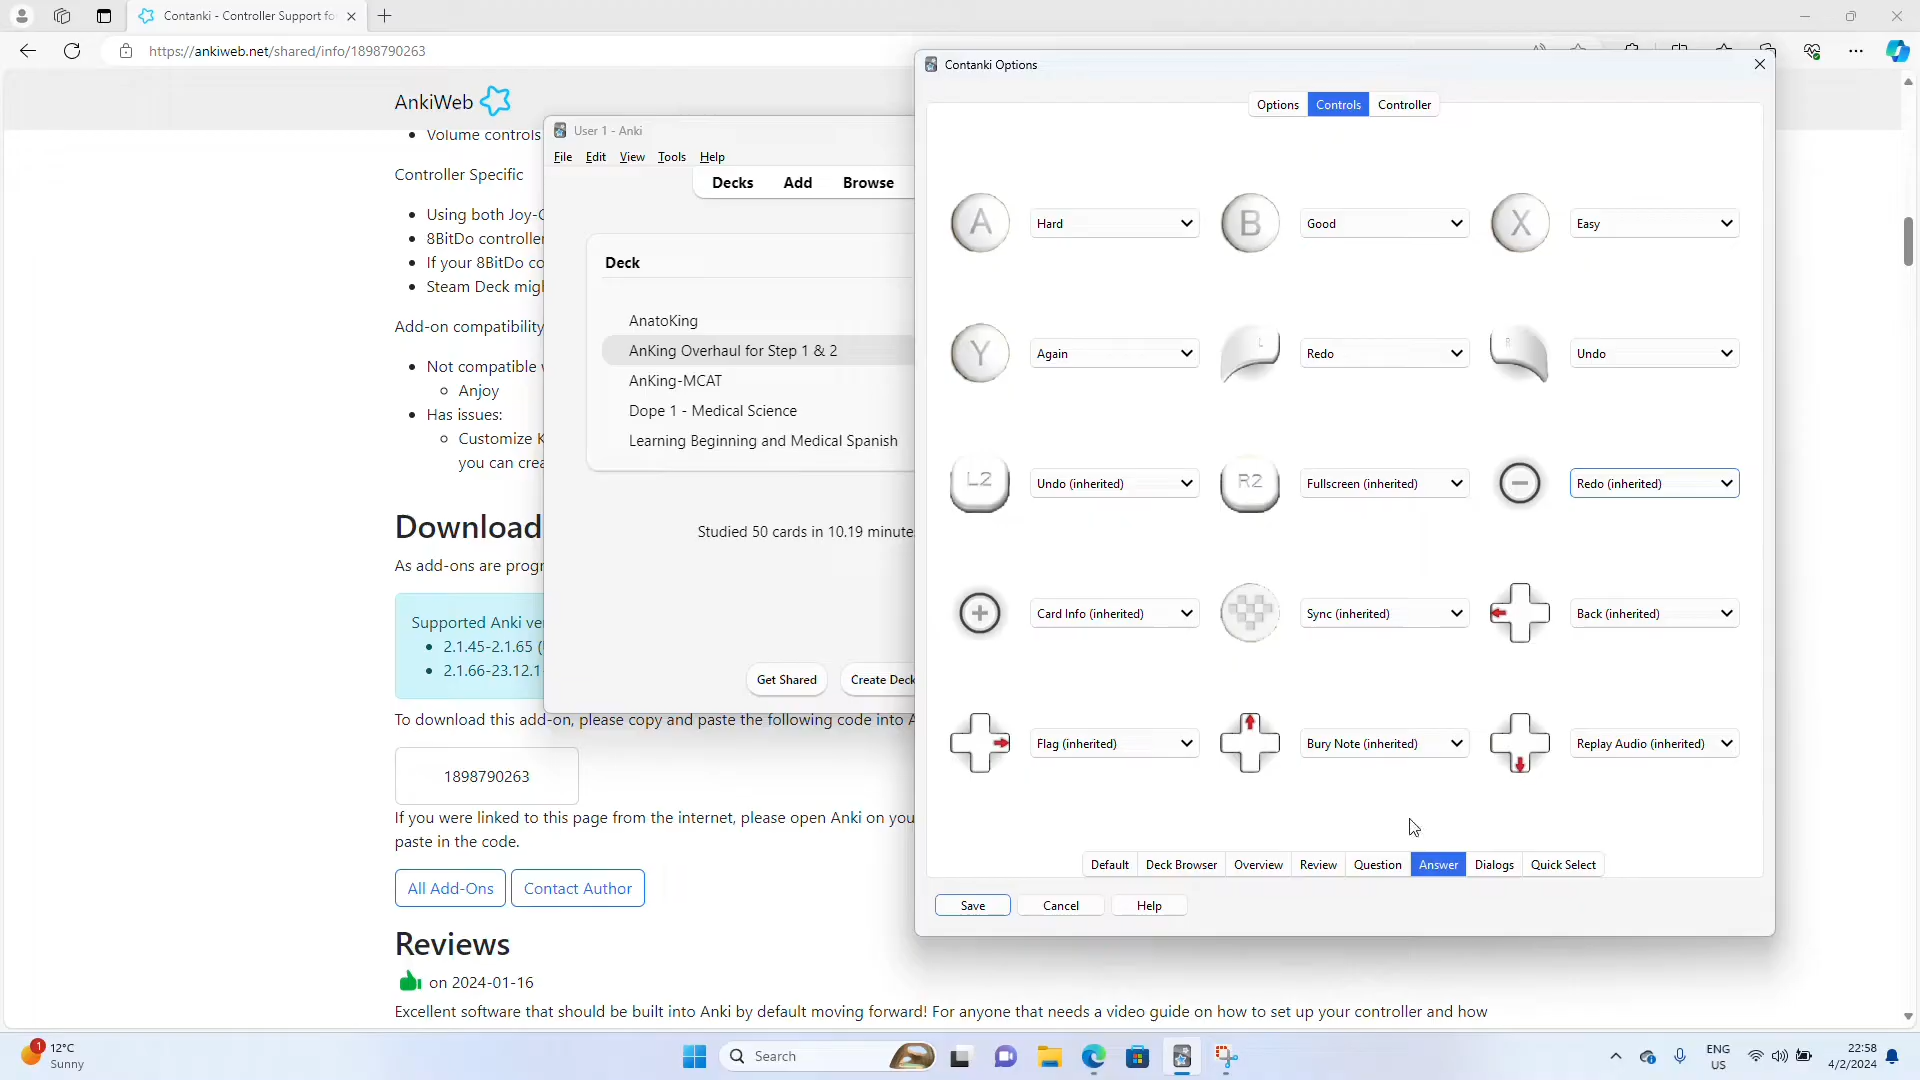 Contanki - Controller Support fo
https://ankiweb.net/shared/info/1898790263
AnkiWeb
Volume controls
Controller Specific
Using both Joy-C
8BitDo controller
If your 8BitDo co
Steam Deck migh
Add-on compatibility
Not compatible
Anjoy
Has issues:
Customize K
you can crea
Download
As add-ons are progr
Supported Anki ver
2.1.45-2.1.65 (
2.1.66-23.12.1
To download this add-on, please copy and paste the following code into A
1898790263
If you were linked to this page from the internet, please open Anki on you
paste in the code.
All Add-Ons Contact Author
Reviews
on 2024-01-16
Excellent software that should be built into Anki by default moving forward! For anyone that needs a video guide on how to set up your controller and how
User 1 - Anki
File Edit View Tools Help
Decks Add Browse
Deck
AnatoKing
AnKing Overhaul for Step 1 & 2
AnKing-MCAT
Dope 1 - Medical Science
Learning Beginning and Medical Spanish
Studied 50 cards in 10.19 minutes
Get Shared Create Deck
Contanki Options
Options Controls Controller
A Hard B Good X Easy
Y Again L Redo R Undo
L2 Undo (inherited) R2 Fullscreen (inherited) Redo (inherited)
Card Info (inherited) Sync (inherited) Back (inherited)
Flag (inherited) Bury Note (inherited) Replay Audio (inherited)
Default Deck Browser Overview Review Question Answer Dialogs Quick Select
Save Cancel Help
1
12°C
Sunny
Search
ENG
US
22:58
4/2/2024